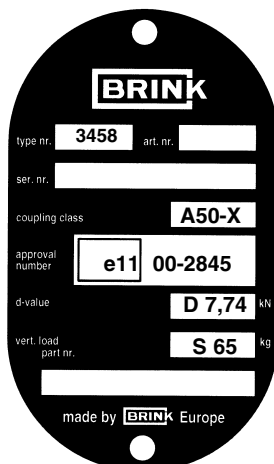 BRINK
type nr. 3458 art. nr.
ser. nr.
coupling class A50-X
approval
number e11 00-2845
d-value D 7,74 kN
vert. load S 65 kg
part nr.
made by BRINK Europe